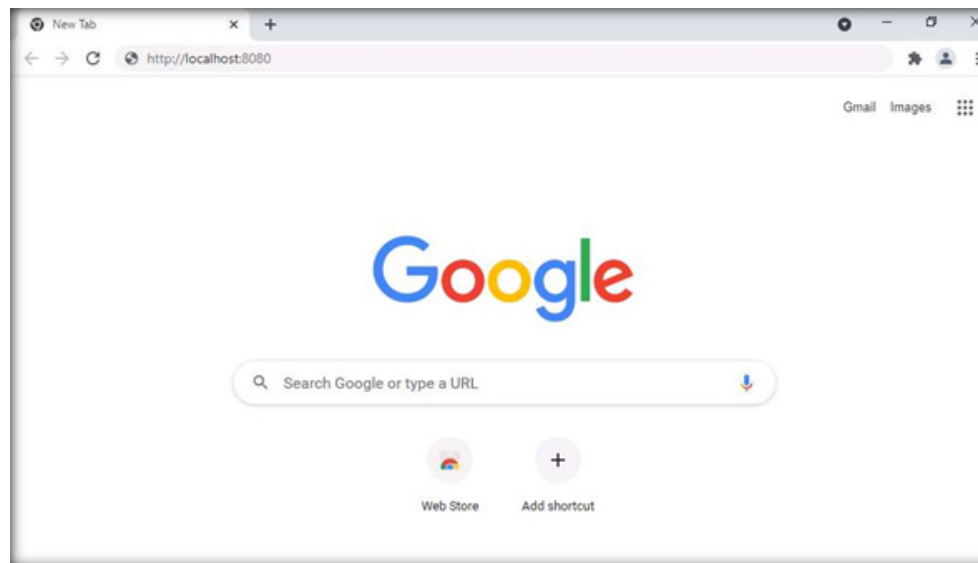 New Tab
http://localhost:8080
Gmail Images
Google
Search Google or type a URL
Web Store Add shortcut